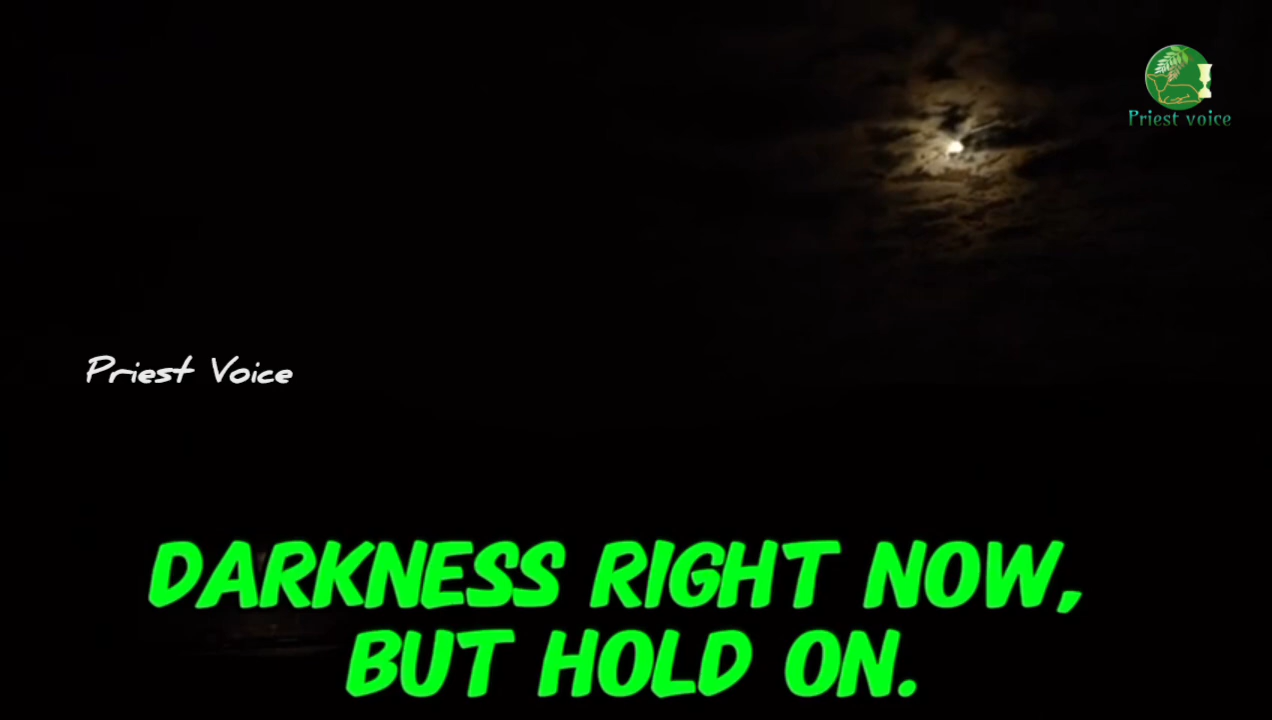 Priest voice
Priest Voice
DARKNESS RIGHT NOW,
BUT HOLD ON.